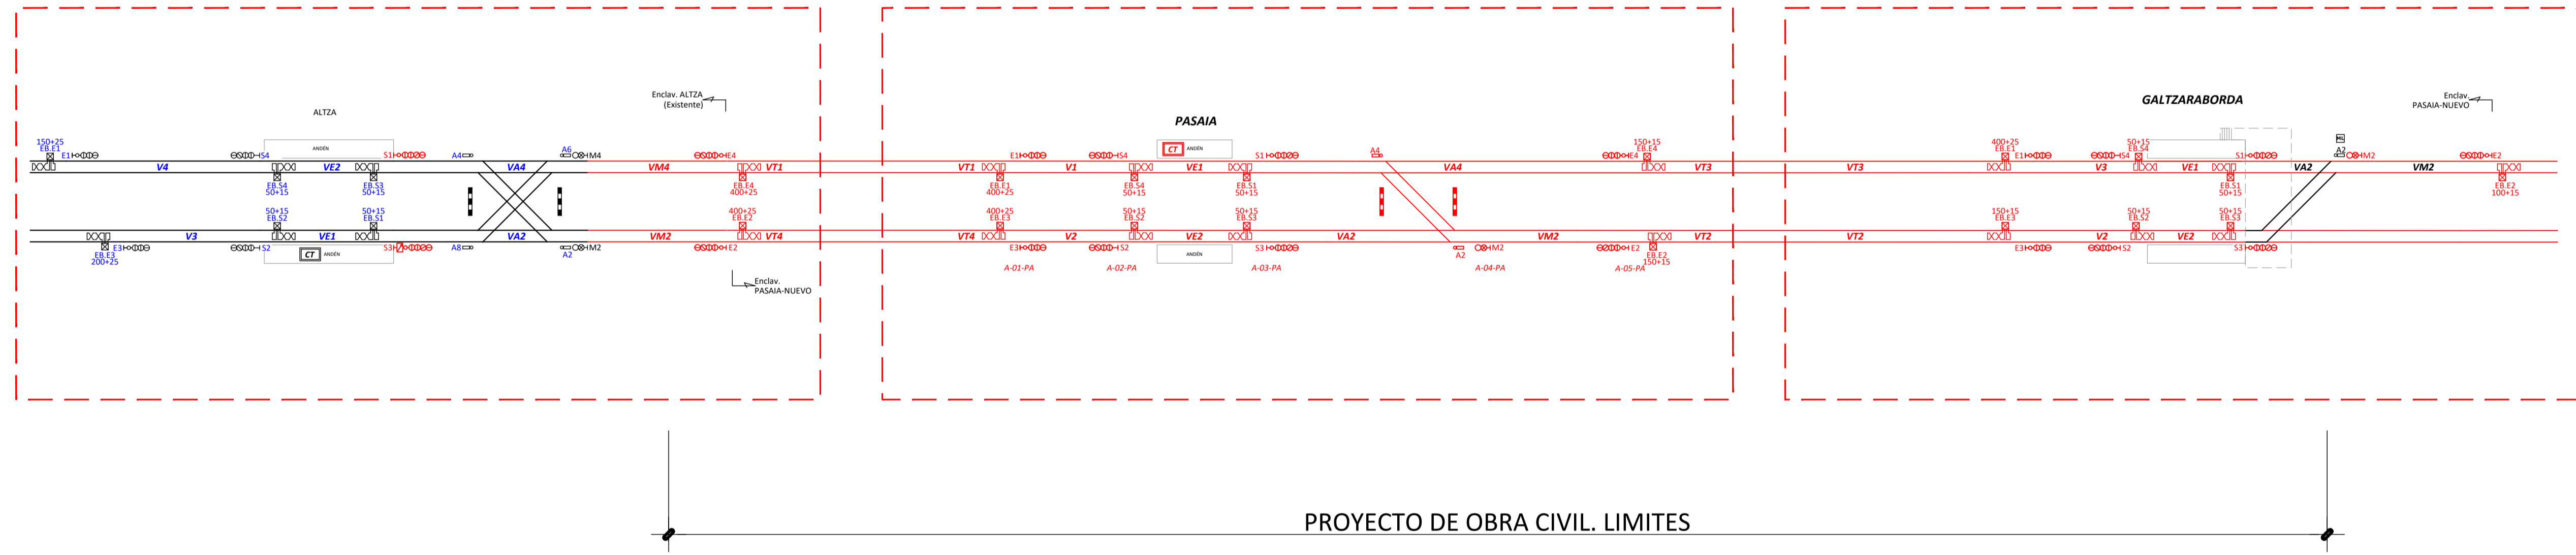 Enclav. ALTZA
(Existente)
ALTZA
ANDÉN
150+25
EB.E1
E1
S4
S1
A4
A6
M4
E4
V4
VE2
VA4
VM4
VT1
EB.S4
50+15
EB.S3
50+15
EB.E4
400+25
50+15
EB.S2
50+15
EB.S1
400+25
EB.E2
V3
VE1
VA2
VM2
VT4
EB.E3
200+25
E3
S2
CT
ANDÉN
S3
A8
A2
M2
E2
Enclav.
PASAIA-NUEVO
PASAIA
CT
ANDÉN
E1
S4
S1
A4
E4
150+15
EB.E4
VT1
V1
VE1
VA4
VT3
EB.E1
400+25
EB.S4
50+15
EB.S1
50+15
400+25
EB.E3
50+15
EB.S2
50+15
EB.S3
VT4
V2
VE2
VA2
VM2
VT2
E3
S2
ANDÉN
S3
A2
M2
E2
EB.E2
150+15
A-01-PA
A-02-PA
A-03-PA
A-04-PA
A-05-PA
GALTZARABORDA
Enclav.
PASAIA-NUEVO
400+25
EB.E1
50+15
EB.S4
E1
S4
S1
A2
M2
E2
VT3
V3
VE1
VA2
VM2
EB.S1
50+15
EB.E2
100+15
150+15
EB.E3
50+15
EB.S2
50+15
EB.S3
VT2
V2
VE2
E3
S2
S3
PROYECTO DE OBRA CIVIL. LIMITES